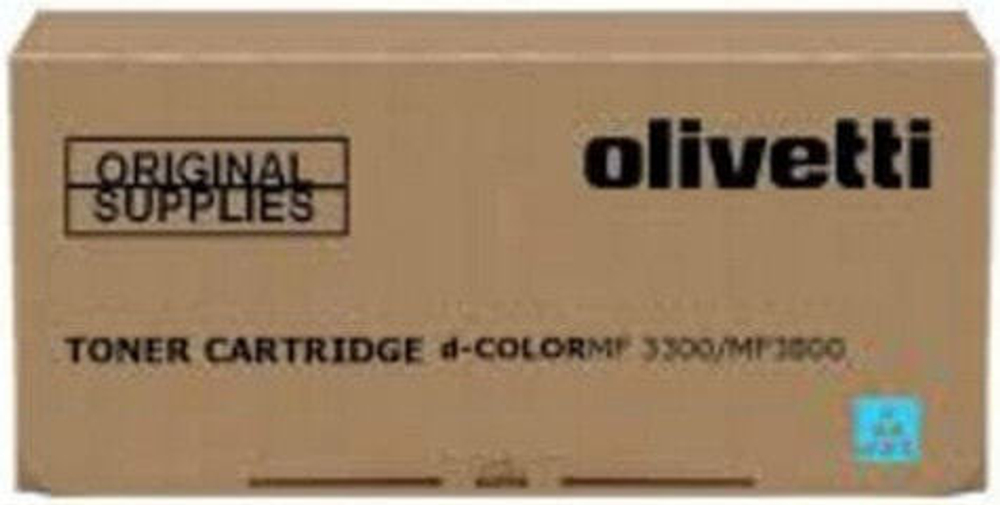 ORIGINAL
SUPPLIES
olivetti
TONER CARTRIDGE d-COLORMF 3300/MF3800